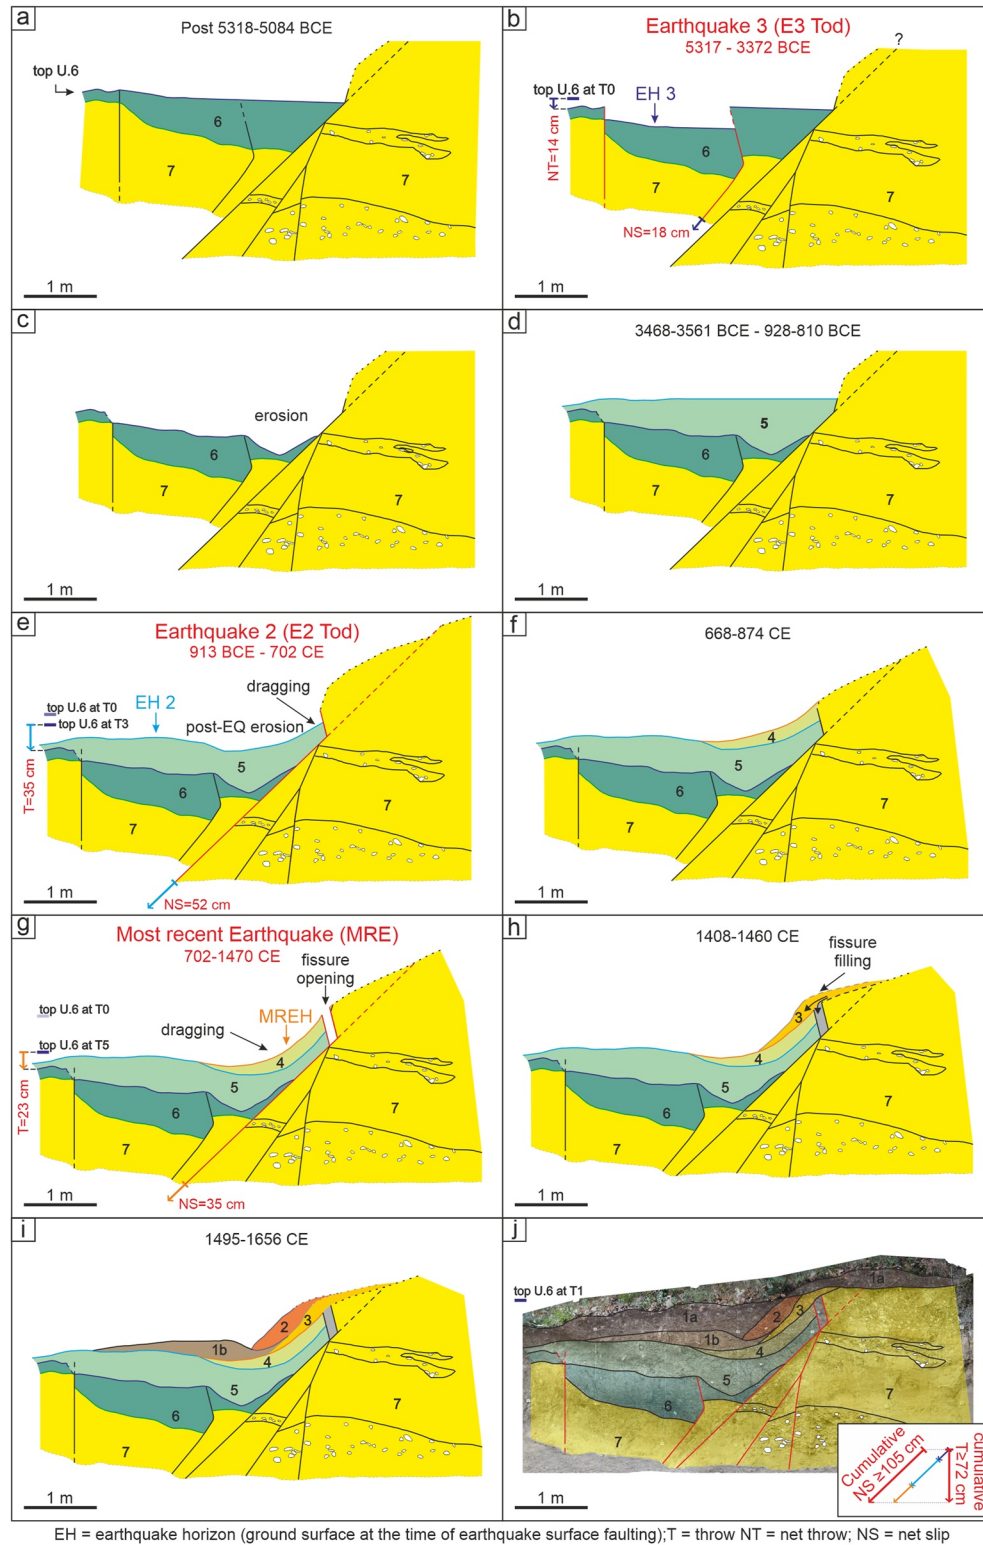 a
Post 5318-5084 BCE
top U.6
6
7
7
1 m
b
Earthquake 3 (E3 Tod)
5317 - 3372 BCE
?
top U.6 at T0
EH 3
NT=14 cm
6
7
7
NS=18 cm
1 m
c
erosion
6
7
7
1 m
d
3468-3561 BCE - 928-810 BCE
5
6
7
7
1 m
e
Earthquake 2 (E2 Tod)
913 BCE - 702 CE
dragging
EH 2
top U.6 at T0
top U.6 at T3
post-EQ erosion
T=35 cm
5
6
7
7
NS=52 cm
1 m
f
668-874 CE
4
5
6
7
7
1 m
g
Most recent Earthquake (MRE)
702-1470 CE
fissure
opening
top U.6 at T0
MREH
dragging
top U.6 at T5
4
T=23 cm
5
6
7
7
NS=35 cm
1 m
h
1408-1460 CE
fissure
filling
3
4
5
6
7
7
1 m
i
1495-1656 CE
2
3
1b
4
5
6
7
7
1 m
j
top U.6 at T1
1a
1a
2
3
1b
4
5
6
7
7
Cumulative
NS ≥105 cm
cumulative
T≥72 cm
1 m
EH = earthquake horizon (ground surface at the time of earthquake surface faulting);T = throw NT = net throw; NS = net slip